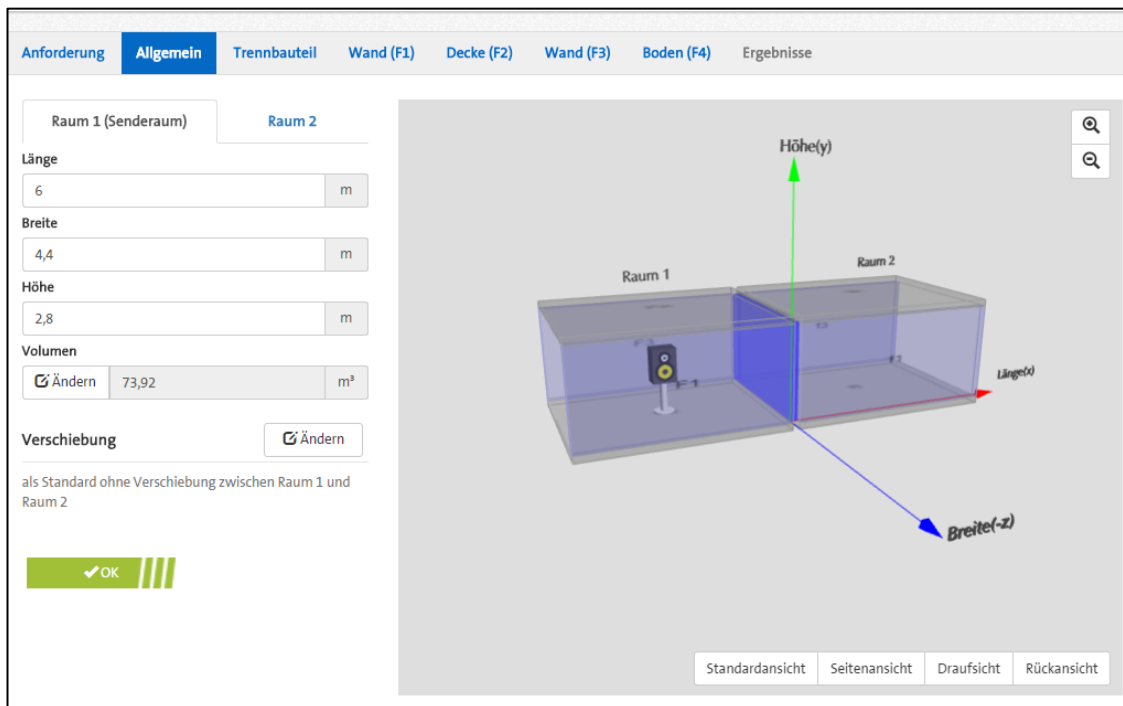 Anforderung Allgemein Trennbauteil Wand (F1) Decke (F2) Wand (F3) Boden (F4) Ergebnisse
Raum 1 (Senderaum) Raum 2
Länge
6 m
Breite
4,4 m
Höhe
2,8 m
Volumen
Ändern 73,92 m³
Verschiebung Ändern
als Standard ohne Verschiebung zwischen Raum 1 und
Raum 2
OK
Höhe(y)
Raum 1
Raum 2
F1
Länge(x)
Breite(-z)
Standardansicht Seitenansicht Draufsicht Rückansicht